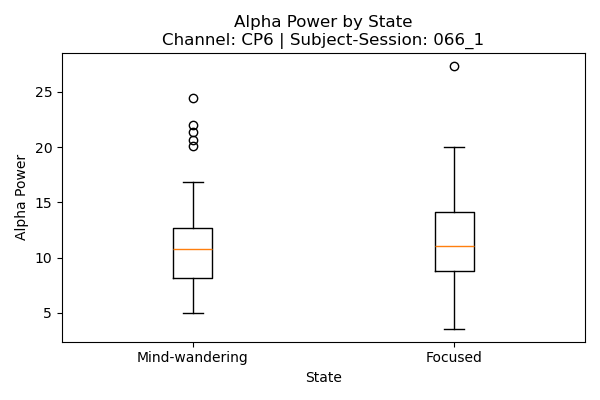 Alpha Power by State
Channel: CP6 | Subject-Session: 066_1
Alpha Power
25
20
15
10
5
Mind-wandering
Focused
State